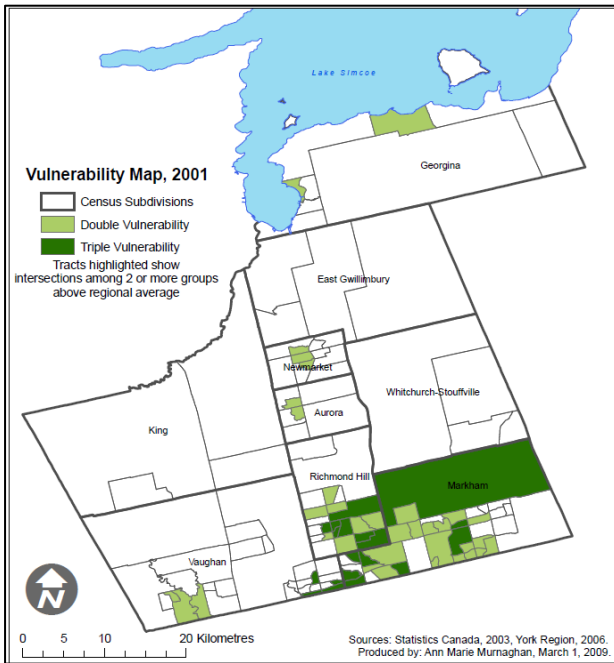 Lake Simcoe
Georgina
Vulnerability Map, 2001
Census Subdivisions
Double Vulnerability
Triple Vulnerability
Tracts highlighted show
intersections among 2 or more groups
above regional average
East Gwillimbury
Newmarket
Whitchurch-Stouffville
Aurora
King
Richmond Hill
Markham
Vaughan
N
0 5 10 20 Kilometres
Sources: Statistics Canada, 2003, York Region, 2006.
Produced by: Ann Marie Murnaghan, March 1, 2009.